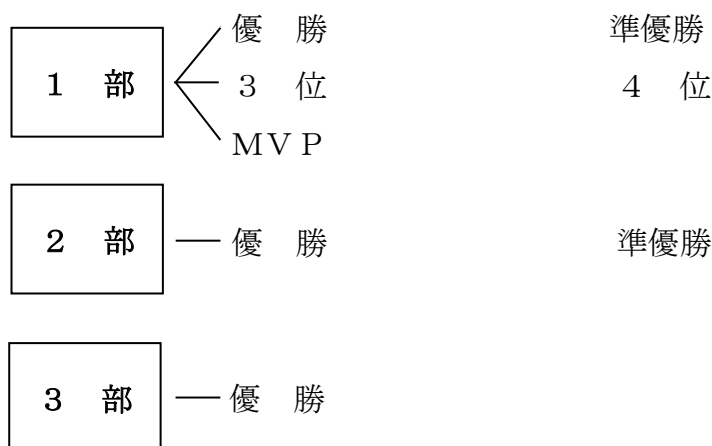 優　勝　準優勝
１　部　３　位　４　位
ＭＶＰ
２　部　優　勝　準優勝
３　部　優　勝